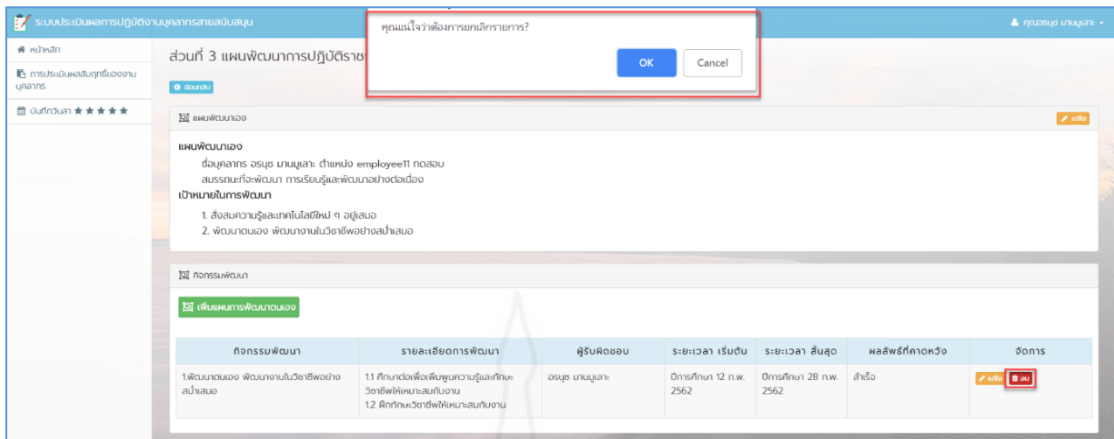 ระบบประเมินผลการปฏิบัติงานบุคลากรสายสนับสนุน
คุณแน่ใจว่าต้องการยกเลิกรายการ?
OK Cancel
คุณอรนุช มานมูเลาะ
หน้าหลัก
การประเมินผลสัมฤทธิ์ของงานบุคลากร
บันทึกวันลา ★ ★ ★ ★ ★
ส่วนที่ 3 แผนพัฒนาการปฏิบัติราช
ย้อนกลับ
แผนพัฒนาเอง
แก้ไข
แผนพัฒนาเอง
ชื่อบุคลากร อรนุช มานมูเลาะ ตำแหน่ง employee11 ทดสอบ
สมรรถนะที่จะพัฒนา การเรียนรู้และพัฒนาอย่างต่อเนื่อง
เป้าหมายในการพัฒนา
1. สั่งสมความรู้และเทคโนโลยีใหม่ ๆ อยู่เสมอ
2. พัฒนาตนเอง พัฒนางานในวิชาชีพอย่างสม่ำเสมอ
กิจกรรมพัฒนา
เพิ่มแผนการพัฒนาตนเอง
กิจกรรมพัฒนา รายละเอียดการพัฒนา ผู้รับผิดชอบ ระยะเวลา เริ่มต้น ระยะเวลา สิ้นสุด ผลลัพธ์ที่คาดหวัง จัดการ
1.พัฒนาตนเอง พัฒนางานในวิชาชีพอย่าง
สม่ำเสมอ
1.1 ศึกษาต่อเพื่อเพิ่มพูนความรู้และทักษะ
วิชาชีพให้เหมาะสมกับงาน
1.2 ฝึกทักษะวิชาชีพให้เหมาะสมกับงาน
อรนุช มานมูเลาะ
ปีการศึกษา 12 ก.พ.
2562
ปีการศึกษา 28 ก.พ.
2562
สำเร็จ
แก้ไข ลบ